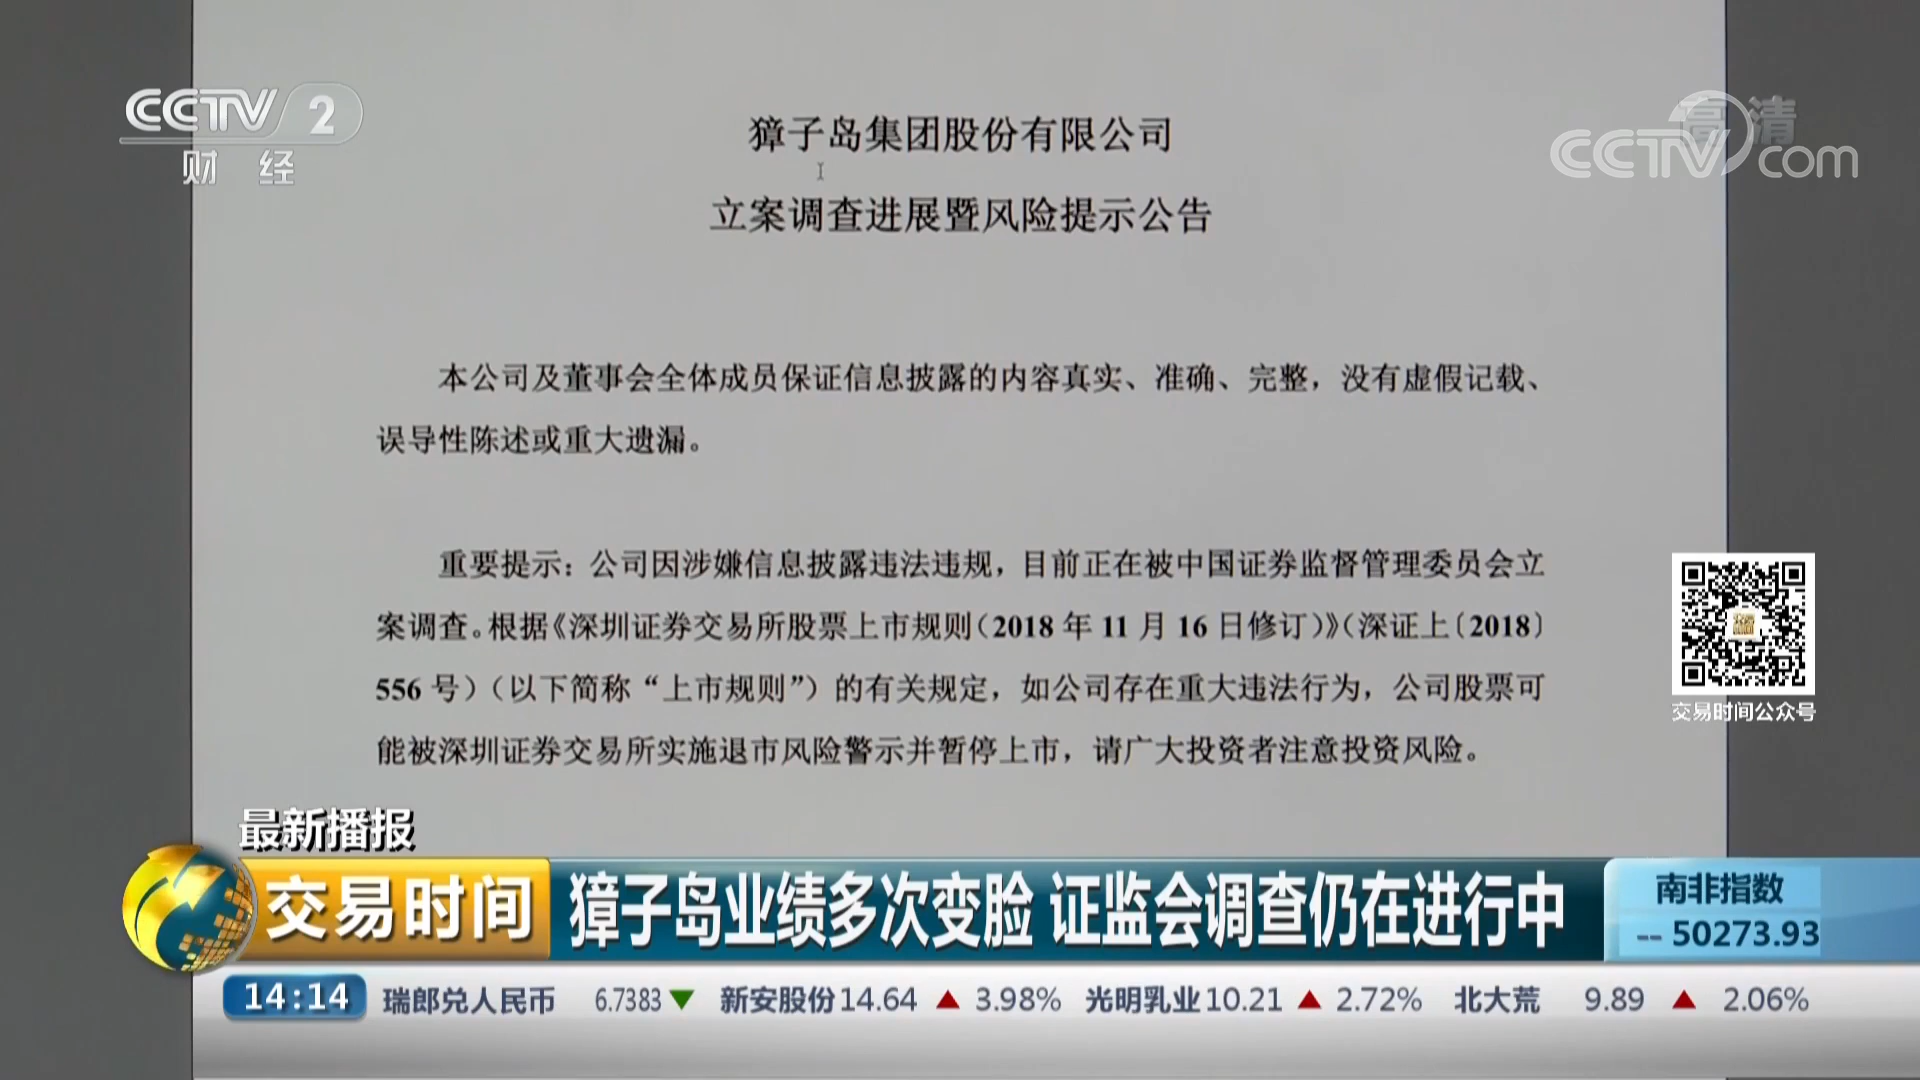 CCTV 2
财 经
高清
CCTV com
獐子岛集团股份有限公司
立案调查进展暨风险提示公告
本公司及董事会全体成员保证信息披露的内容真实、准确、完整，没有虚假记载、
误导性陈述或重大遗漏。
重要提示：公司因涉嫌信息披露违法违规，目前正在被中国证券监督管理委员会立
案调查。根据《深圳证券交易所股票上市规则（2018 年 11 月 16 日修订）》（深证上〔2018〕
556 号）（以下简称“上市规则”）的有关规定，如公司存在重大违法行为，公司股票可
能被深圳证券交易所实施退市风险警示并暂停上市，请广大投资者注意投资风险。
交易时间公众号
最新播报
交易时间
獐子岛业绩多次变脸 证监会调查仍在进行中
南非指数
-- 50273.93
14:14 瑞郎兑人民币 6.7383 ▼ 新安股份 14.64 ▲ 3.98% 光明乳业 10.21 ▲ 2.72% 北大荒 9.89 ▲ 2.06%